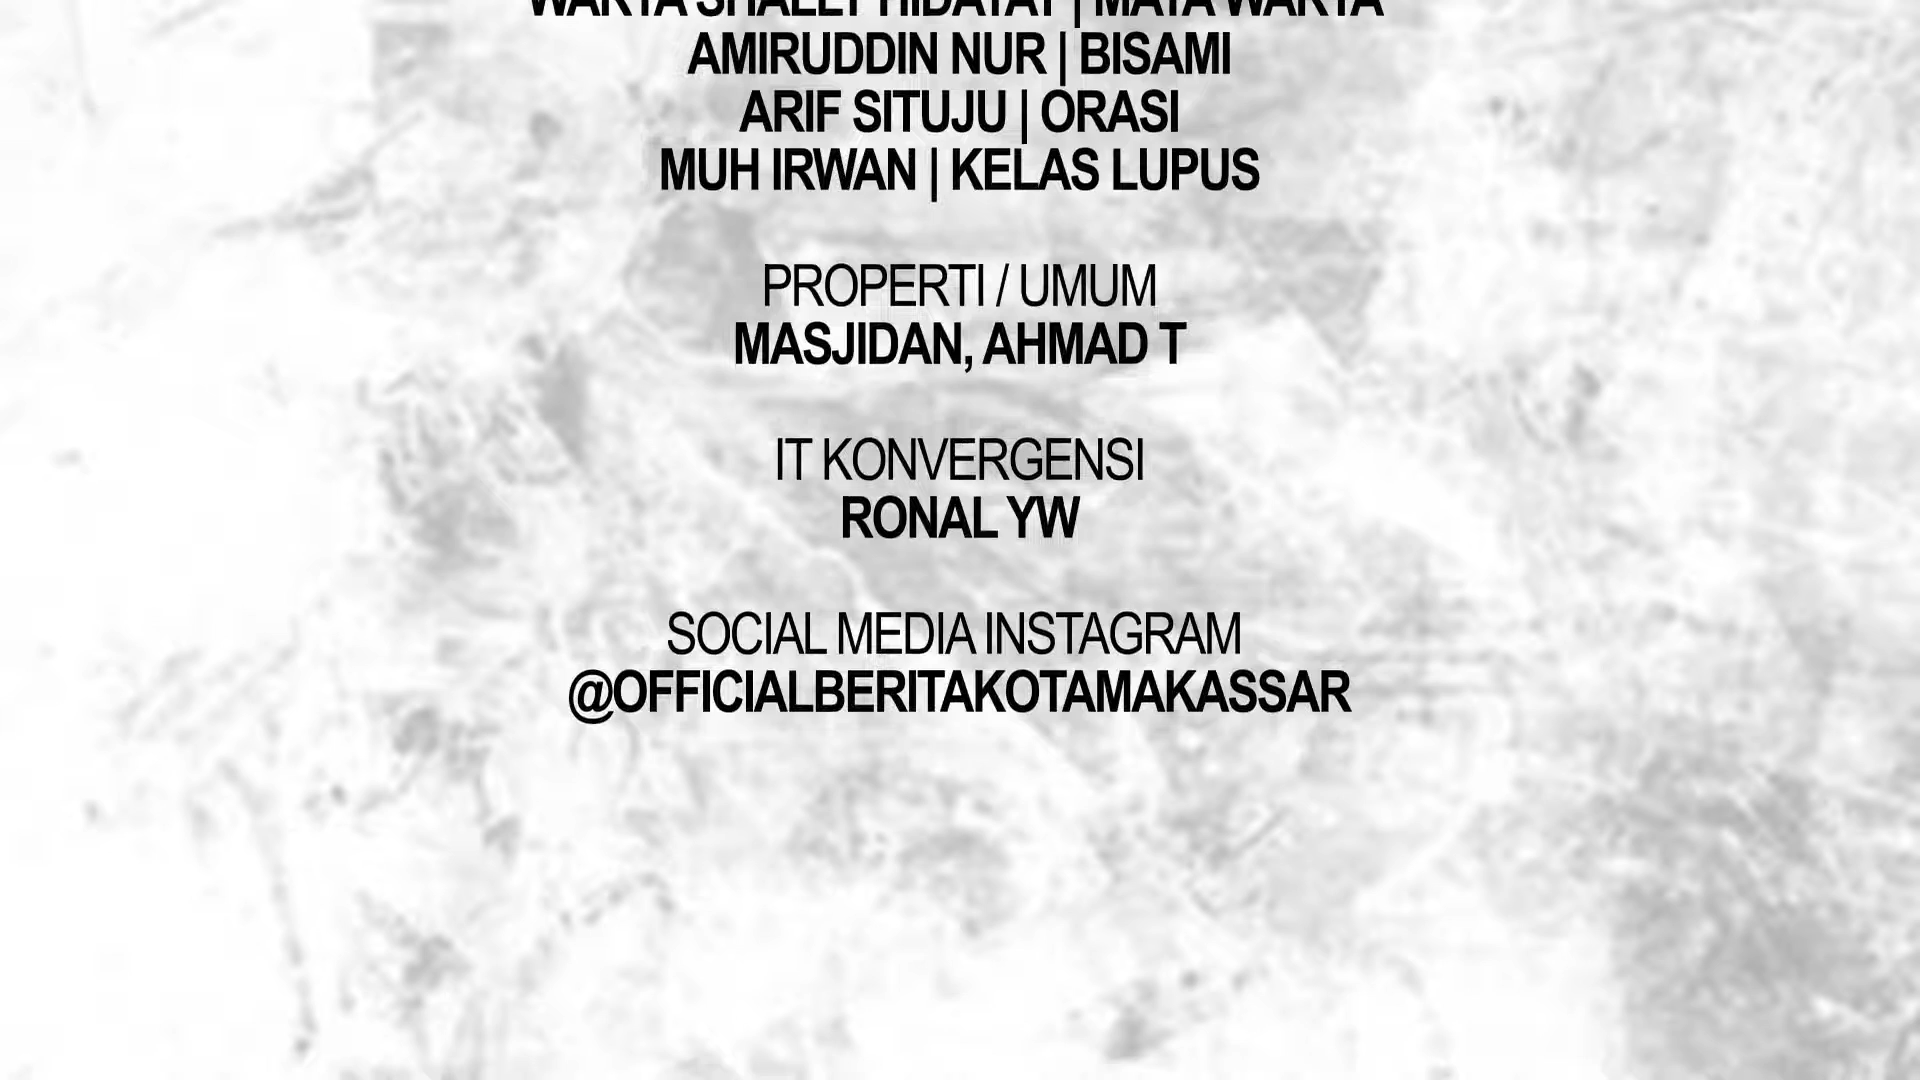 WARTA SHALLY HIDAYAT | MATA WARTA
AMIRUDDIN NUR | BISAMI
ARIF SITUJU | ORASI
MUH IRWAN | KELAS LUPUS
PROPERTI / UMUM
MASJIDAN, AHMAD T
IT KONVERGENSI
RONAL YW
SOCIAL MEDIA INSTAGRAM
@OFFICIALBERITAKOTAMAKASSAR